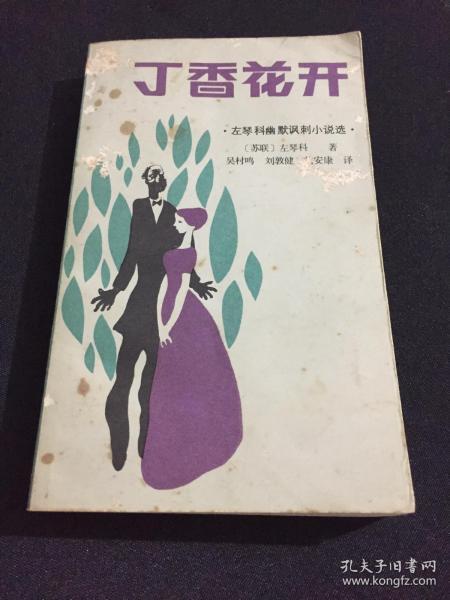 丁香花开
·左琴科幽默讽刺小说选·
〔苏联〕左琴科 著
吴村鸣 刘敦健 安康 译
孔夫子旧书网
www.kongfz.com